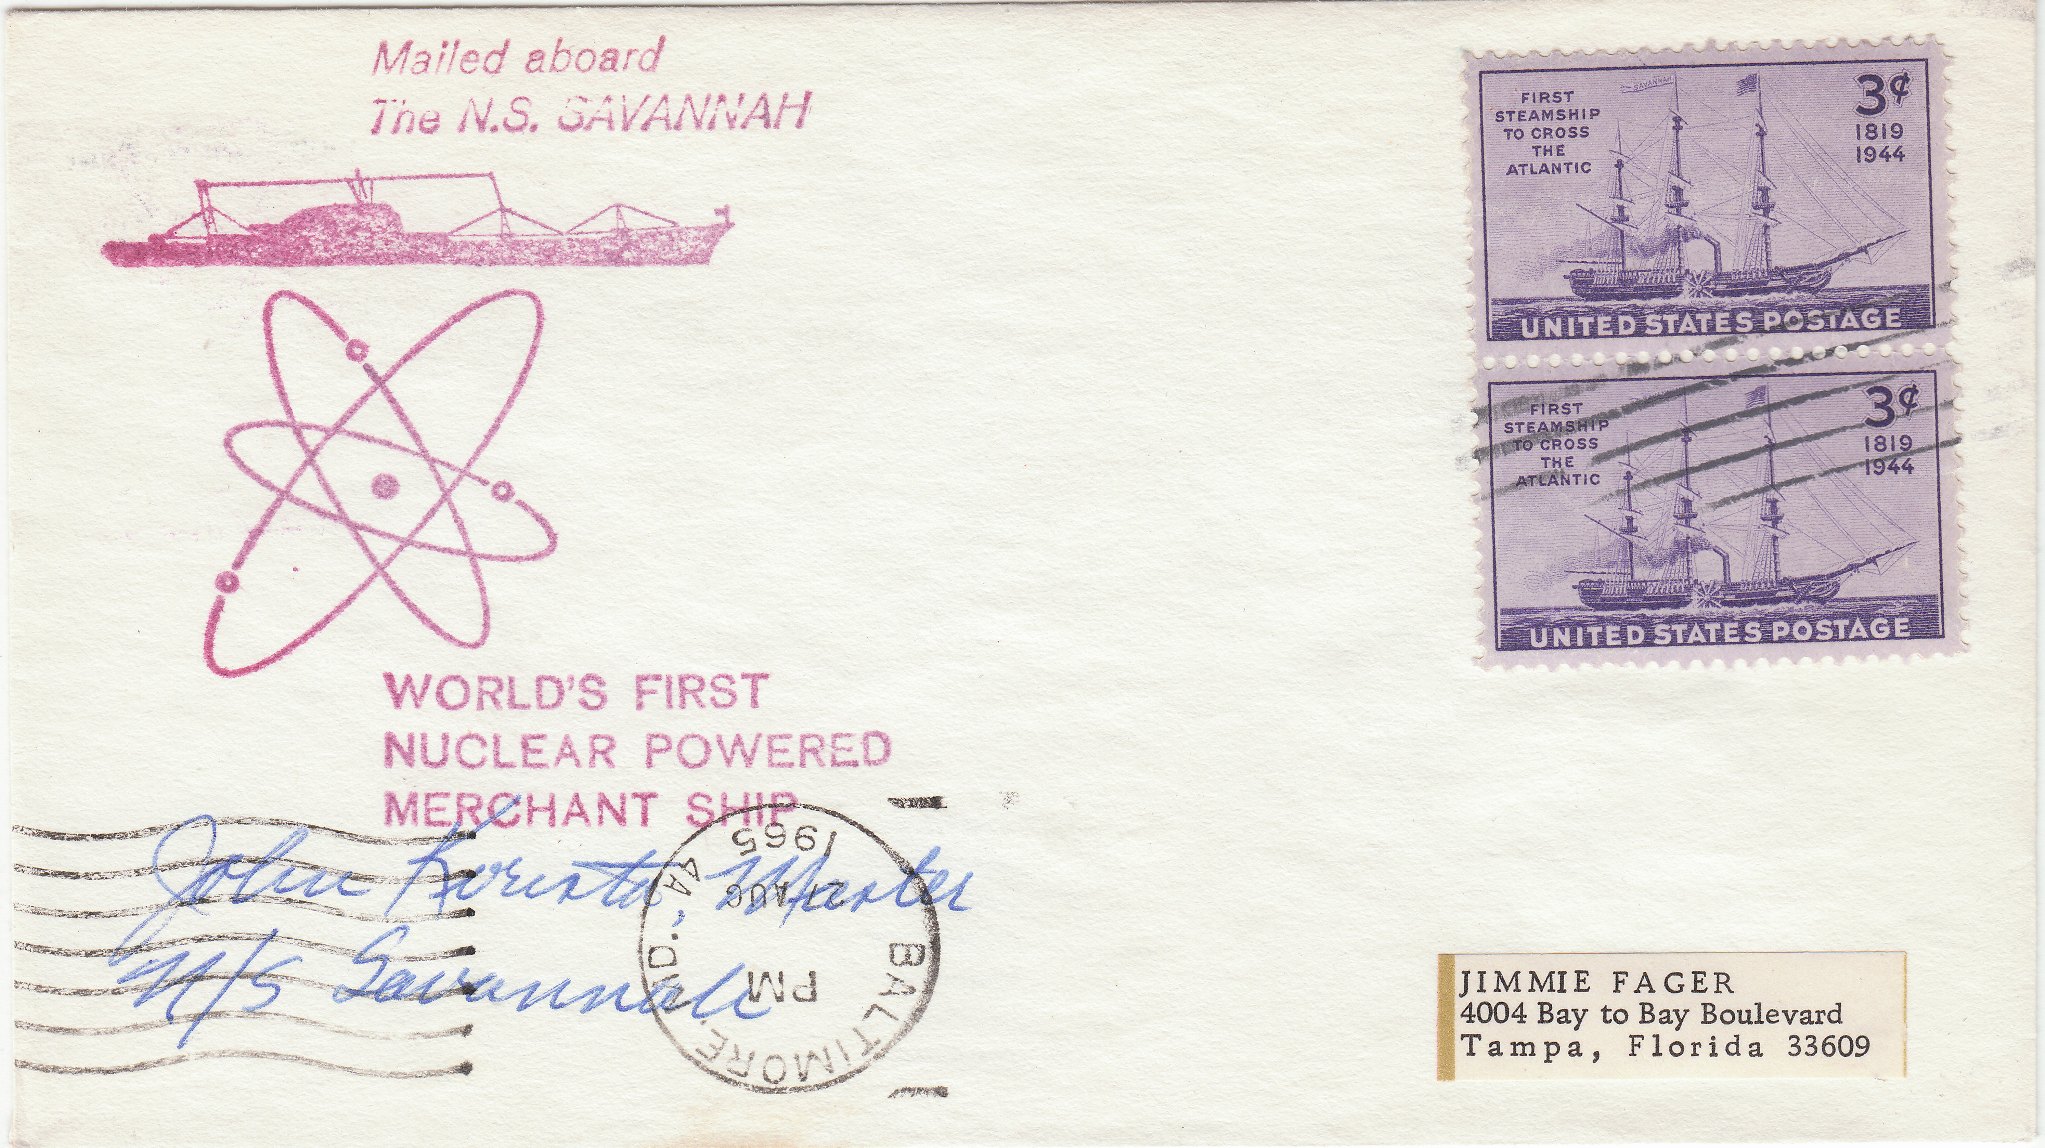 Mailed aboard
The N.S. SAVANNAH
SAVANNAH
FIRST
STEAMSHIP
TO CROSS
THE
ATLANTIC
3¢
1819
1944
UNITED STATES POSTAGE
FIRST
STEAMSHIP
TO CROSS
THE
ATLANTIC
3¢
1819
1944
UNITED STATES POSTAGE
WORLD'S FIRST
NUCLEAR POWERED
MERCHANT SHIP
John Master
N/S Savannah
BALTIMORE, MD.
PM
AUG
1965
JIMMIE FAGER
4004 Bay to Bay Boulevard
Tampa, Florida 33609